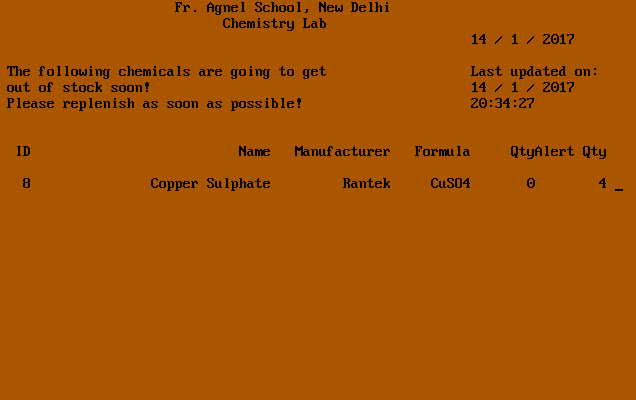 Fr. Agnel School, New Delhi
Chemistry Lab
14 / 1 / 2017
The following chemicals are going to get
out of stock soon!
Please replenish as soon as possible!
Last updated on:
14 / 1 / 2017
20:34:27
ID Name Manufacturer Formula QtyAlert Qty
8 Copper Sulphate Rantek CuSO4 0 4 _